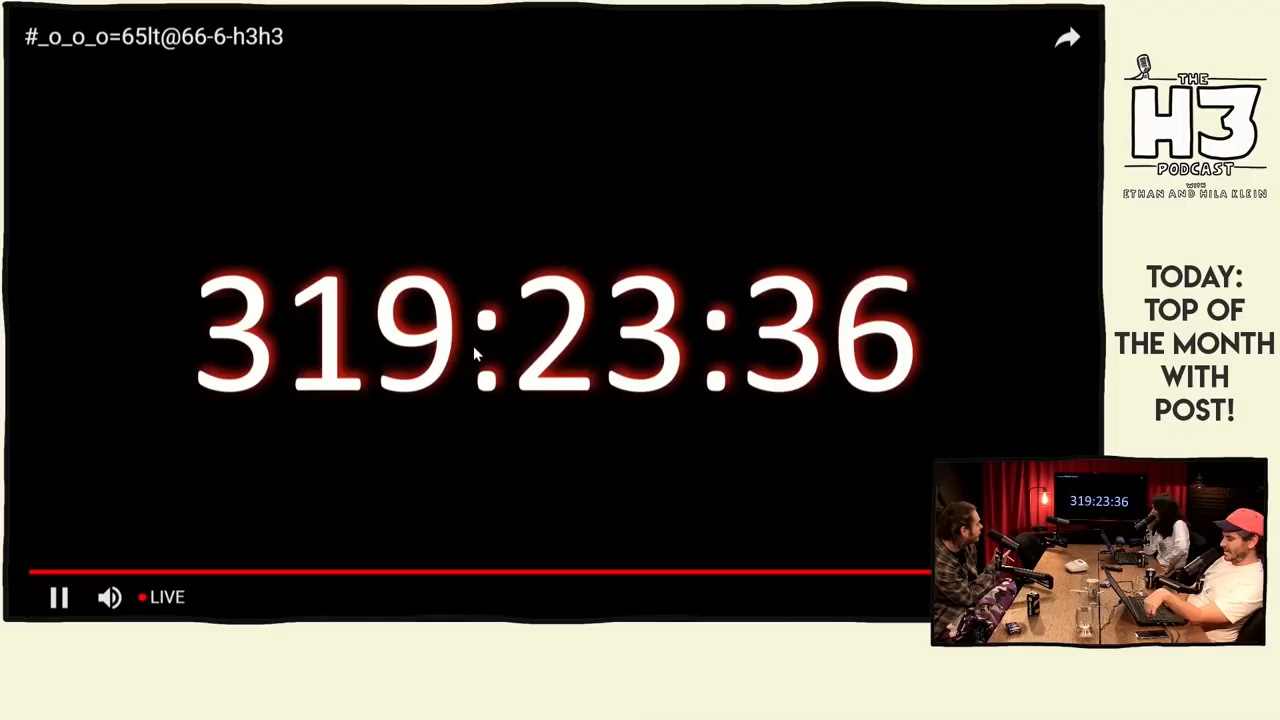 #_o_o_o=65lt@66-6-h3h3
319:23:36
LIVE
THE
H3
PODCAST
WITH
ETHAN AND HILA KLEIN
TODAY:
TOP OF
THE MONTH
WITH
POST!
319:23:36